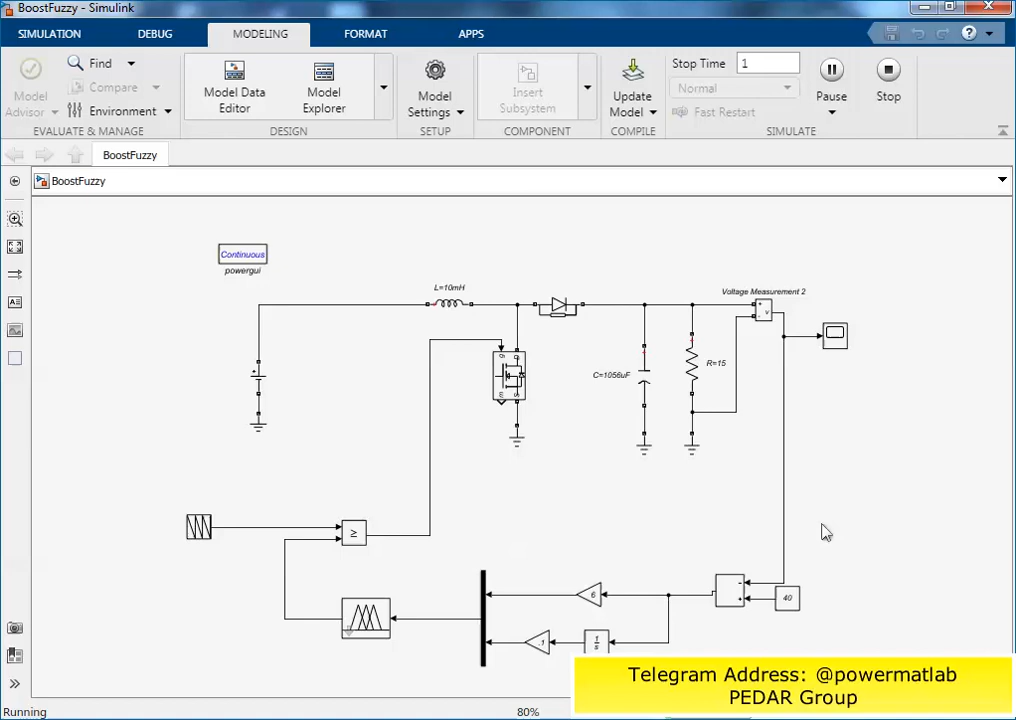 BoostFuzzy - Simulink
SIMULATION
DEBUG
MODELING
FORMAT
APPS
Model
Advisor
Find
Compare
Environment
EVALUATE & MANAGE
Model Data
Editor
Model
Explorer
DESIGN
Model
Settings
SETUP
Insert
Subsystem
COMPONENT
Update
Model
COMPILE
Stop Time 1
Normal
Fast Restart
Pause
Stop
SIMULATE
BoostFuzzy
BoostFuzzy
Continuous
powergui
L=10mH
Voltage Measurement 2
+
v
-
g
D
m
S
C=1056uF
R=15
≥
6
-
+
40
.1
1
s
Telegram Address: @powermatlab
PEDAR Group
Running
80%